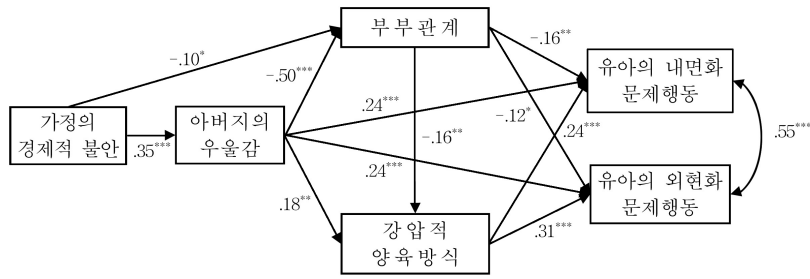 부부관계
-.16**
유아의 내면화
문제행동
-.10*
-.50***
.24***
-.12*
.24***
.55***
가정의
경제적 불안
.35***
아버지의
우울감
-.16**
.24***
유아의 외현화
문제행동
.18**
강압적
양육방식
.31***